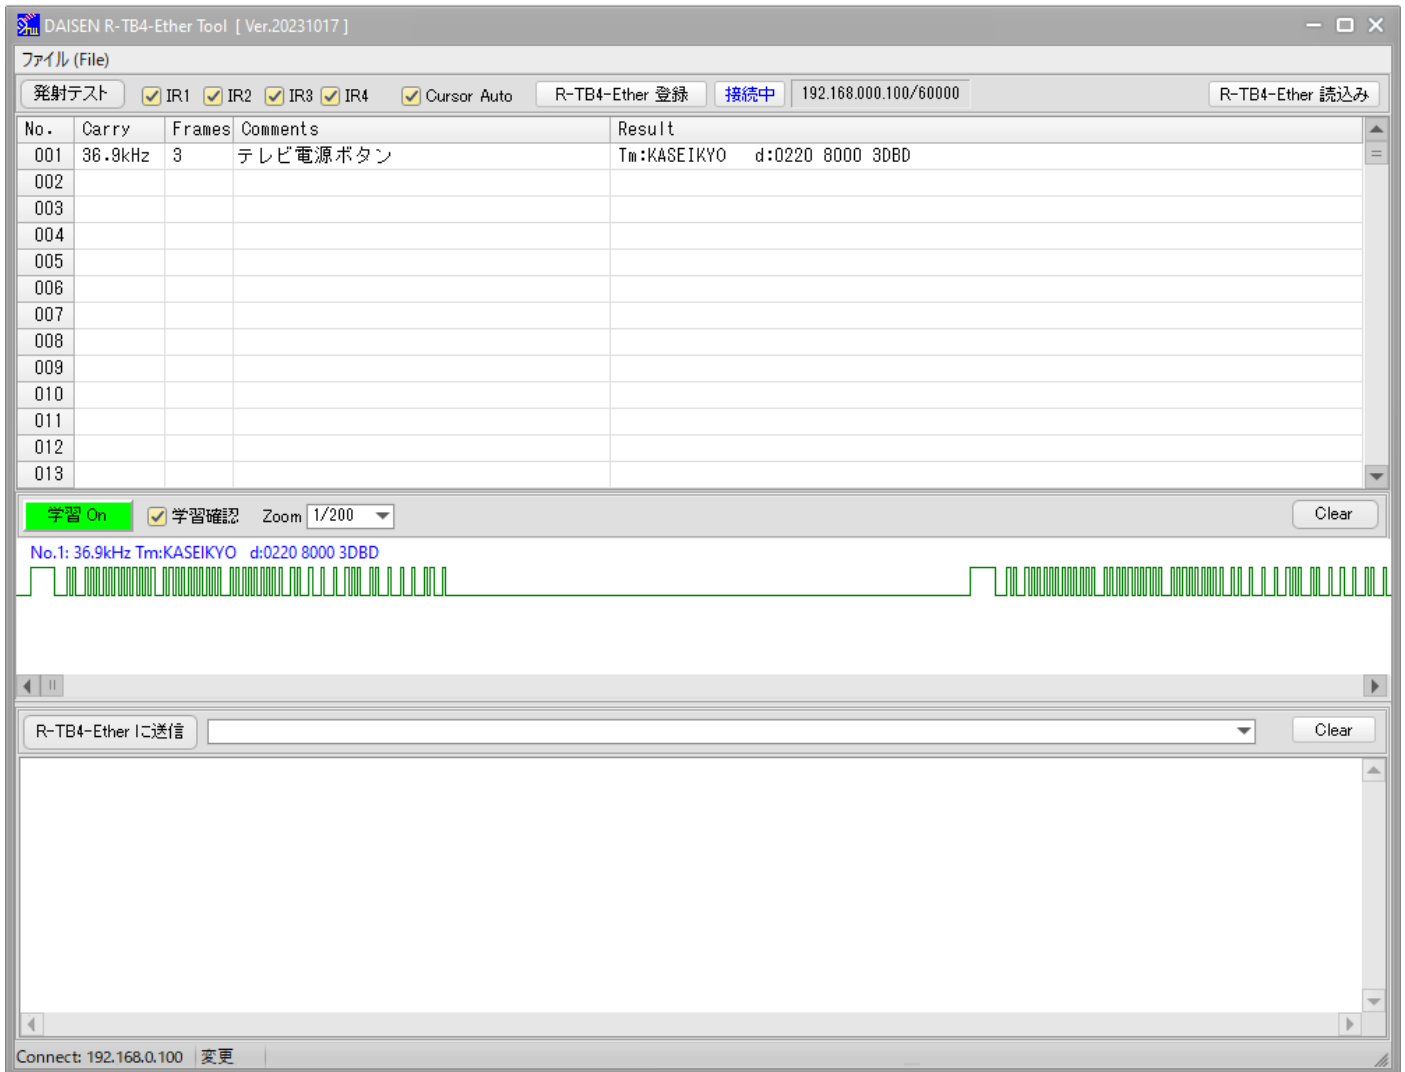 DAISEN R-TB4-Ether Tool [ Ver.20231017 ]
ファイル (File)
発射テスト IR1 IR2 IR3 IR4 Cursor Auto R-TB4-Ether 登録 接続中 192.168.000.100/60000 R-TB4-Ether 読込み
No. Carry Frames Comments Result
001 36.9kHz 3 テレビ電源ボタン Tm:KASEIKYO d:0220 8000 3DBD
002
003
004
005
006
007
008
009
010
011
012
013
学習 On 学習確認 Zoom 1/200 Clear
No.1: 36.9kHz Tm:KASEIKYO d:0220 8000 3DBD
R-TB4-Ether に送信 Clear
Connect: 192.168.0.100 変更